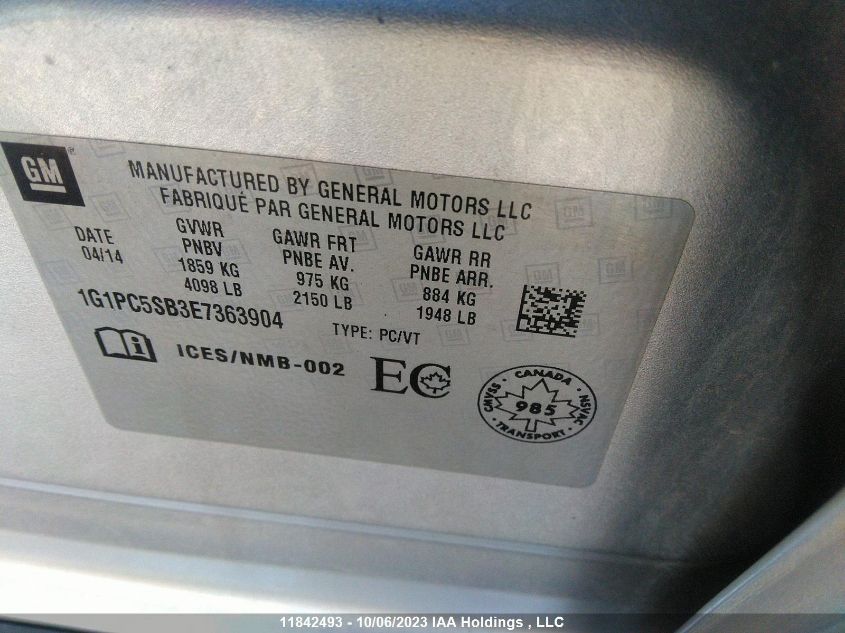 GM
MANUFACTURED BY GENERAL MOTORS LLC
FABRIQUÉ PAR GENERAL MOTORS LLC
DATE
04/14
GVWR
PNBV
1859 KG
4098 LB
GAWR FRT
PNBE AV.
975 KG
2150 LB
GAWR RR
PNBE ARR.
884 KG
1948 LB
1G1PC5SB3E7363904
TYPE: PC/VT
ICES/NMB-002
EC
CANADA
CMVSS
985
NSVAC
TRANSPORT
11842493 - 10/06/2023 IAA Holdings , LLC